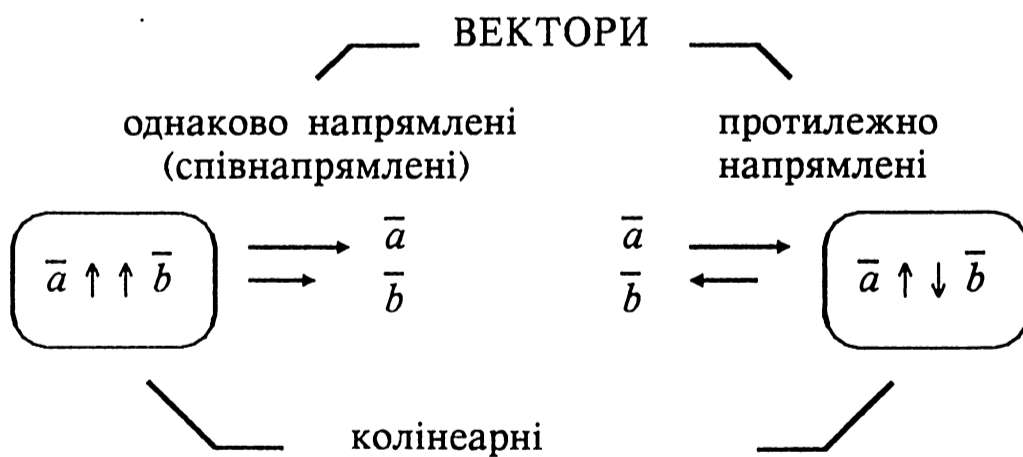 ВЕКТОРИ
однаково напрямлені
(співнапрямлені)
протилежно
напрямлені
a̅ ↑ ↑ b̅
a̅
b̅
a̅
b̅
a̅ ↑ ↓ b̅
колінеарні